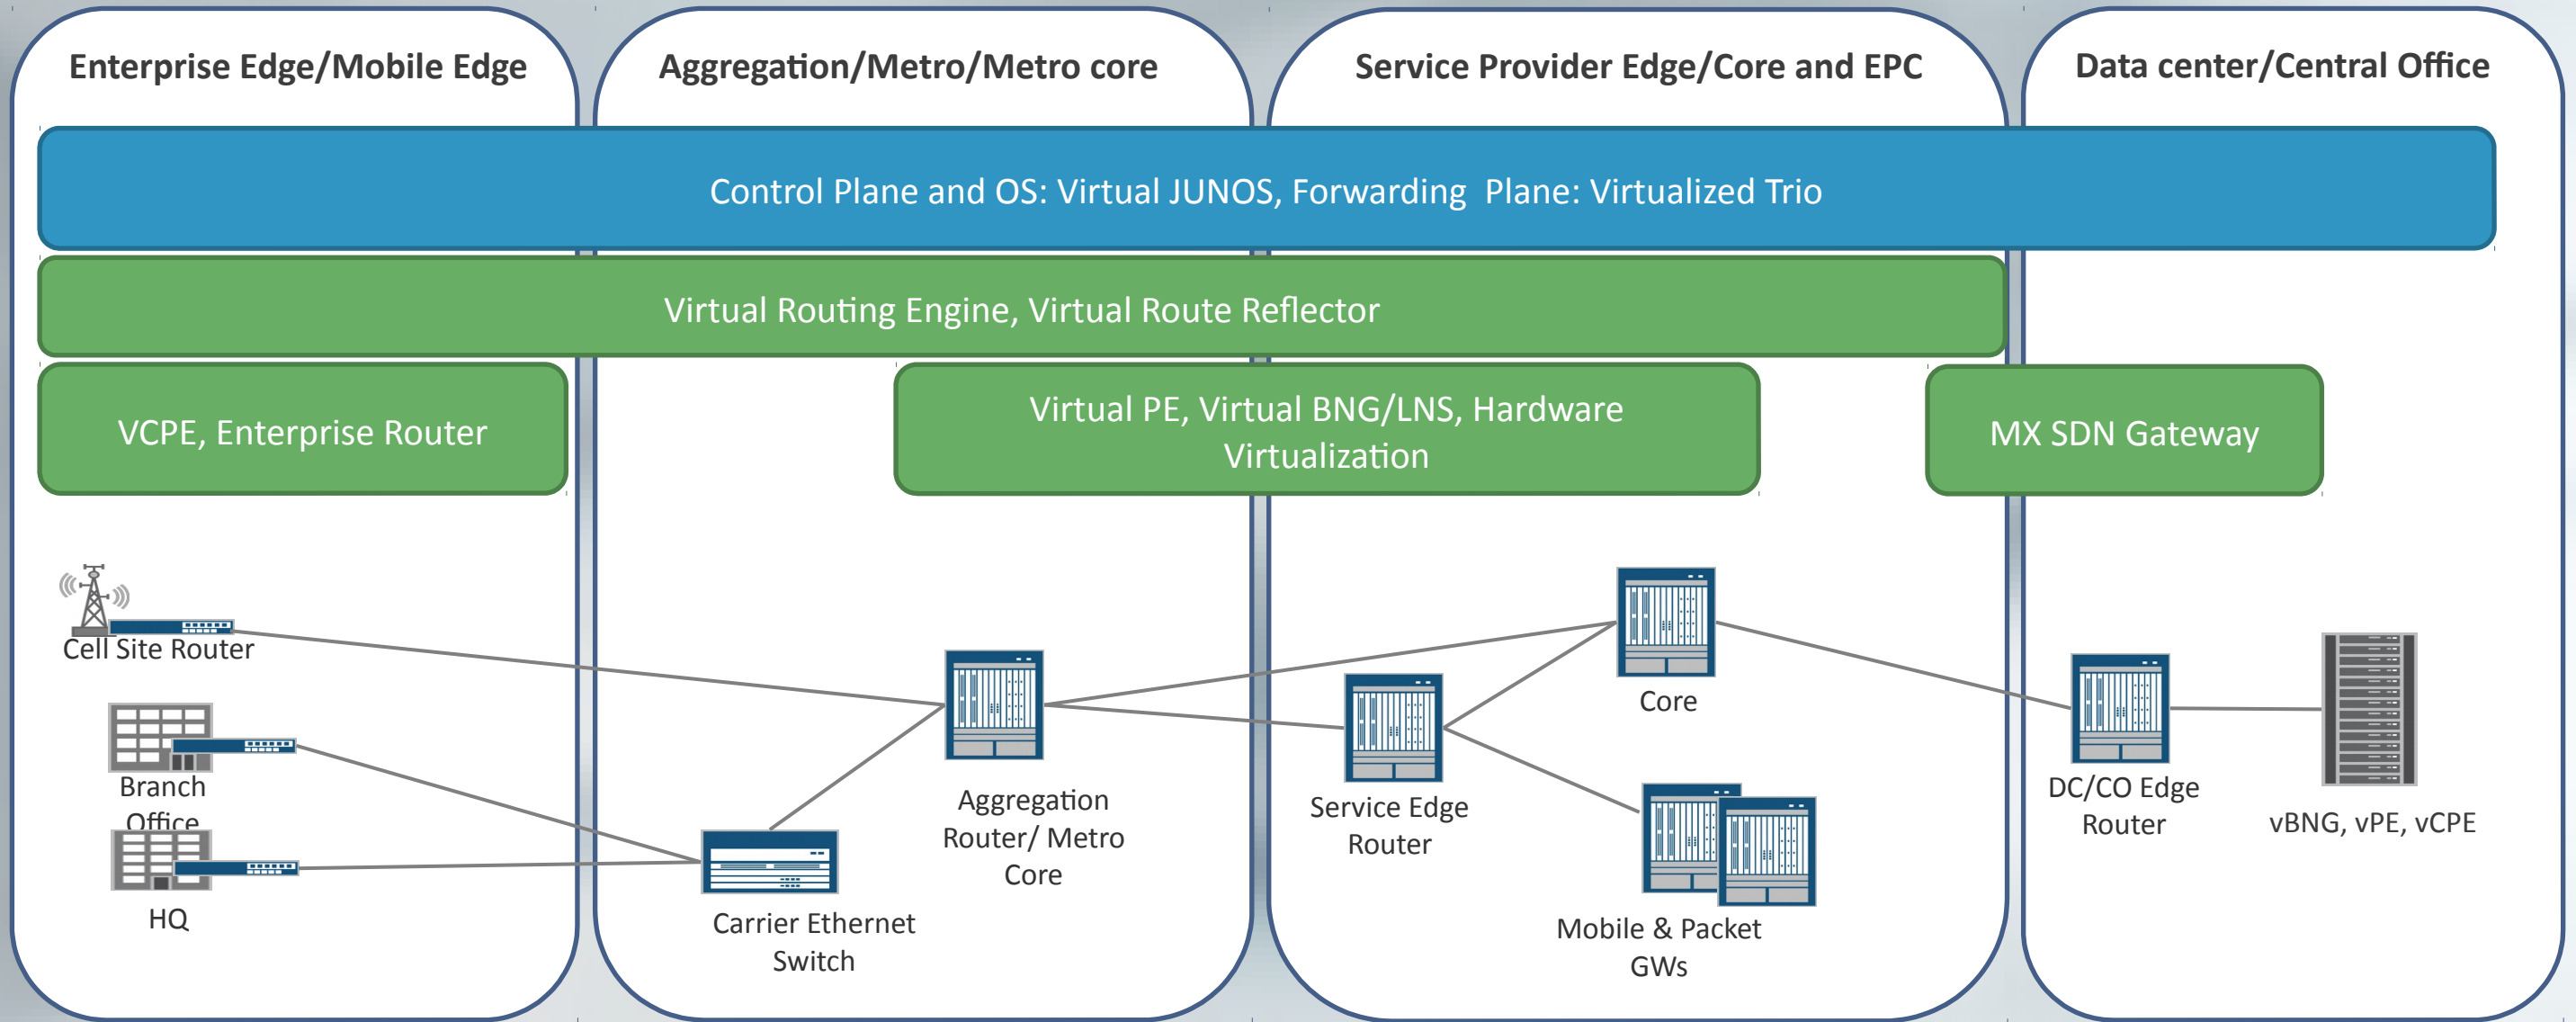 Enterprise Edge/Mobile Edge
Aggregation/Metro/Metro core
Service Provider Edge/Core and EPC
Data center/Central Office
Control Plane and OS: Virtual JUNOS, Forwarding  Plane: Virtualized Trio
Virtual Routing Engine, Virtual Route Reflector
VCPE, Enterprise Router
Virtual PE, Virtual BNG/LNS, Hardware
Virtualization
MX SDN Gateway
Cell Site Router
Branch
Office
HQ
Carrier Ethernet
Switch
Aggregation
Router/ Metro
Core
Service Edge
Router
Core
Mobile & Packet
GWs
DC/CO Edge
Router
vBNG, vPE, vCPE